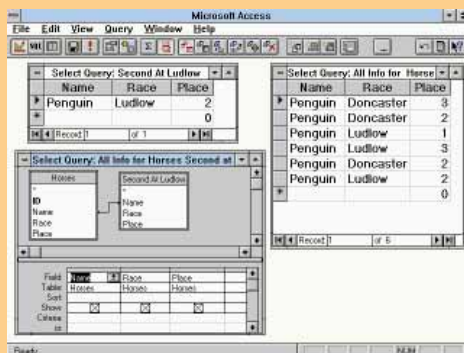 Microsoft Access
File Edit View Query Window Help
Select Query: Second At Ludlow
Name Race Place
Penguin Ludlow 2
0
Record: 1 of 1
Select Query: All Info for Horse
Name Race Place
Penguin Doncaster 3
Penguin Doncaster 2
Penguin Ludlow 1
Penguin Ludlow 3
Penguin Doncaster 2
Penguin Ludlow 2
0
Record: 1 of 6
Select Query: All Info for Horses Second at
Horses
*
ID
Name
Race
Place
Second At Ludlow
*
Name
Race
Place
Field: Name Race Place
Table: Horses Horses Horses
Sort:
Show:
Criteria:
or:
Ready NUM